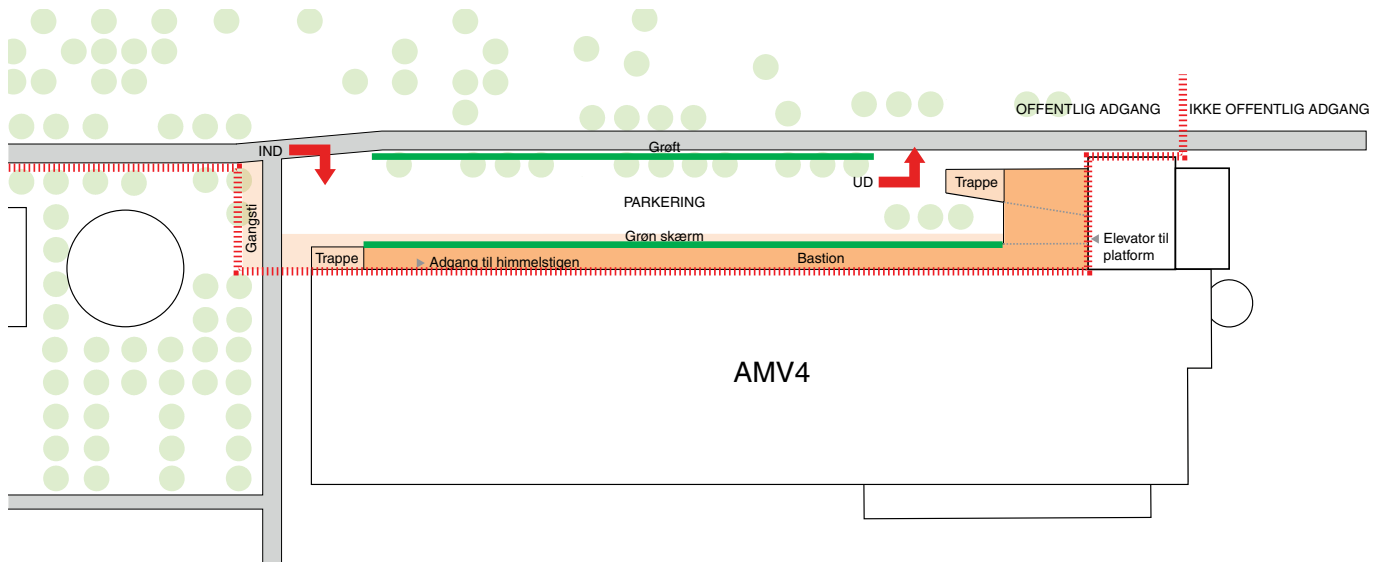 OFFENTLIG ADGANG
IKKE OFFENTLIG ADGANG
IND
Grøft
UD
Trappe
PARKERING
Gangsti
Grøn skærm
Elevator til
platform
Trappe
Adgang til himmelstigen
Bastion
AMV4